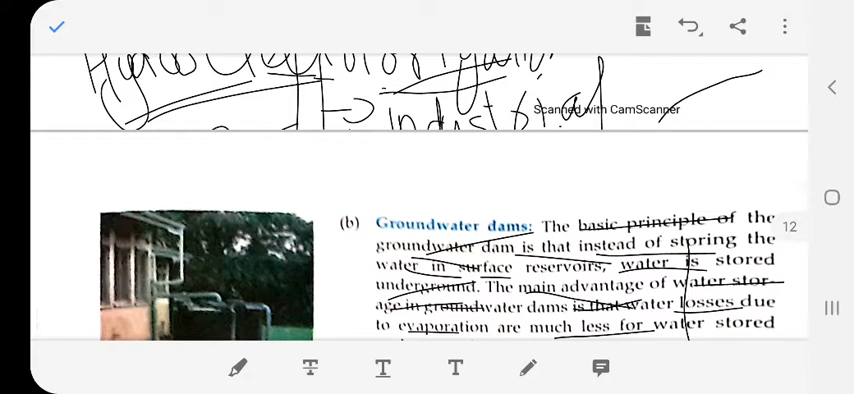 industrial
Scanned with CamScanner
(b) Groundwater dams: The basic principle of the
groundwater dam is that instead of storing the
water in surface reservoirs, water is stored
underground. The main advantage of water stor-
age in groundwater dams is that water losses due
to evaporation are much less for water stored
12